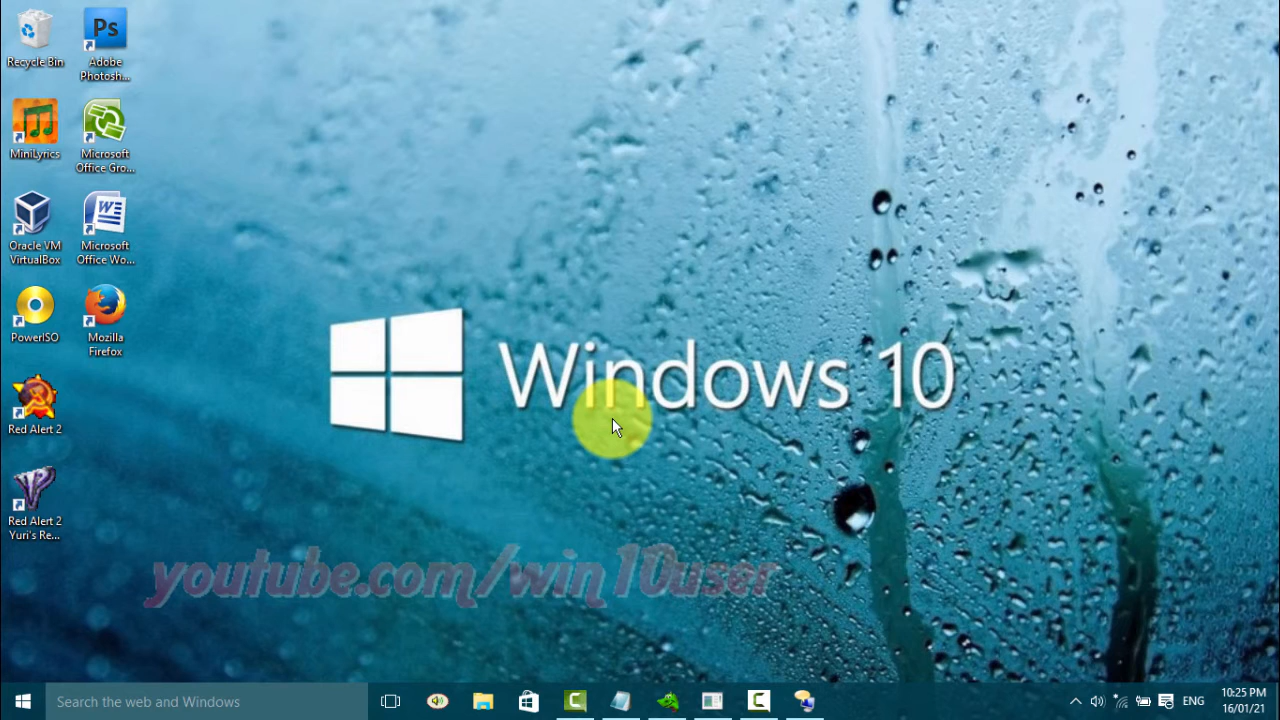 Recycle Bin
Adobe
Photosh...
Ps
MiniLyrics
Microsoft
Office Gro...
Oracle VM
VirtualBox
W
Microsoft
Office Wo...
PowerISO
Mozilla
Firefox
Red Alert 2
Red Alert 2
Yuri's Re...
Windows 10
youtube.com/win10user
Search the web and Windows
C
C
ENG
10:25 PM
16/01/21